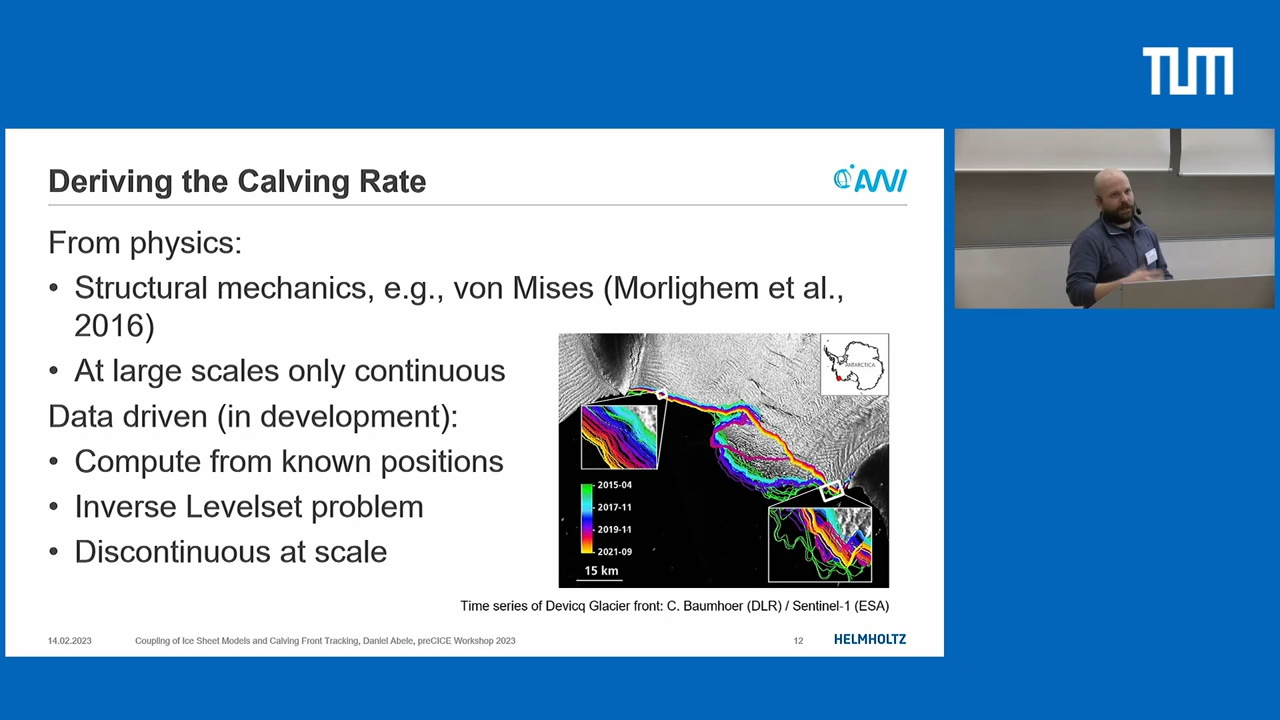 TUM
Deriving the Calving Rate
AWI
From physics:
• Structural mechanics, e.g., von Mises (Morlighem et al.,
2016)
• At large scales only continuous
Data driven (in development):
• Compute from known positions
• Inverse Levelset problem
• Discontinuous at scale
ANTARCTICA
2015-04
2017-11
2019-11
2021-09
15 km
Time series of Devicq Glacier front: C. Baumhoer (DLR) / Sentinel-1 (ESA)
14.02.2023
Coupling of Ice Sheet Models and Calving Front Tracking, Daniel Abele, preCICE Workshop 2023
12
HELMHOLTZ